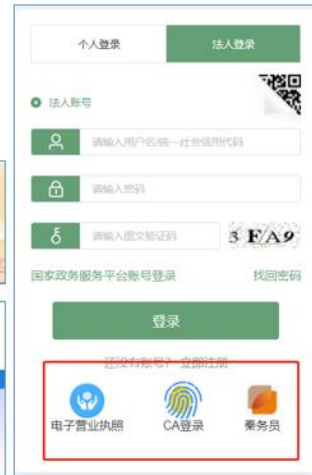 个人登录
法人登录
法人账号
请输入用户名/统一社会信用代码
请输入密码
请输入图文验证码
3 FA9
国家政务服务平台账号登录
找回密码
登录
还没有账号？ 立即注册
电子营业执照
CA登录
秦务员